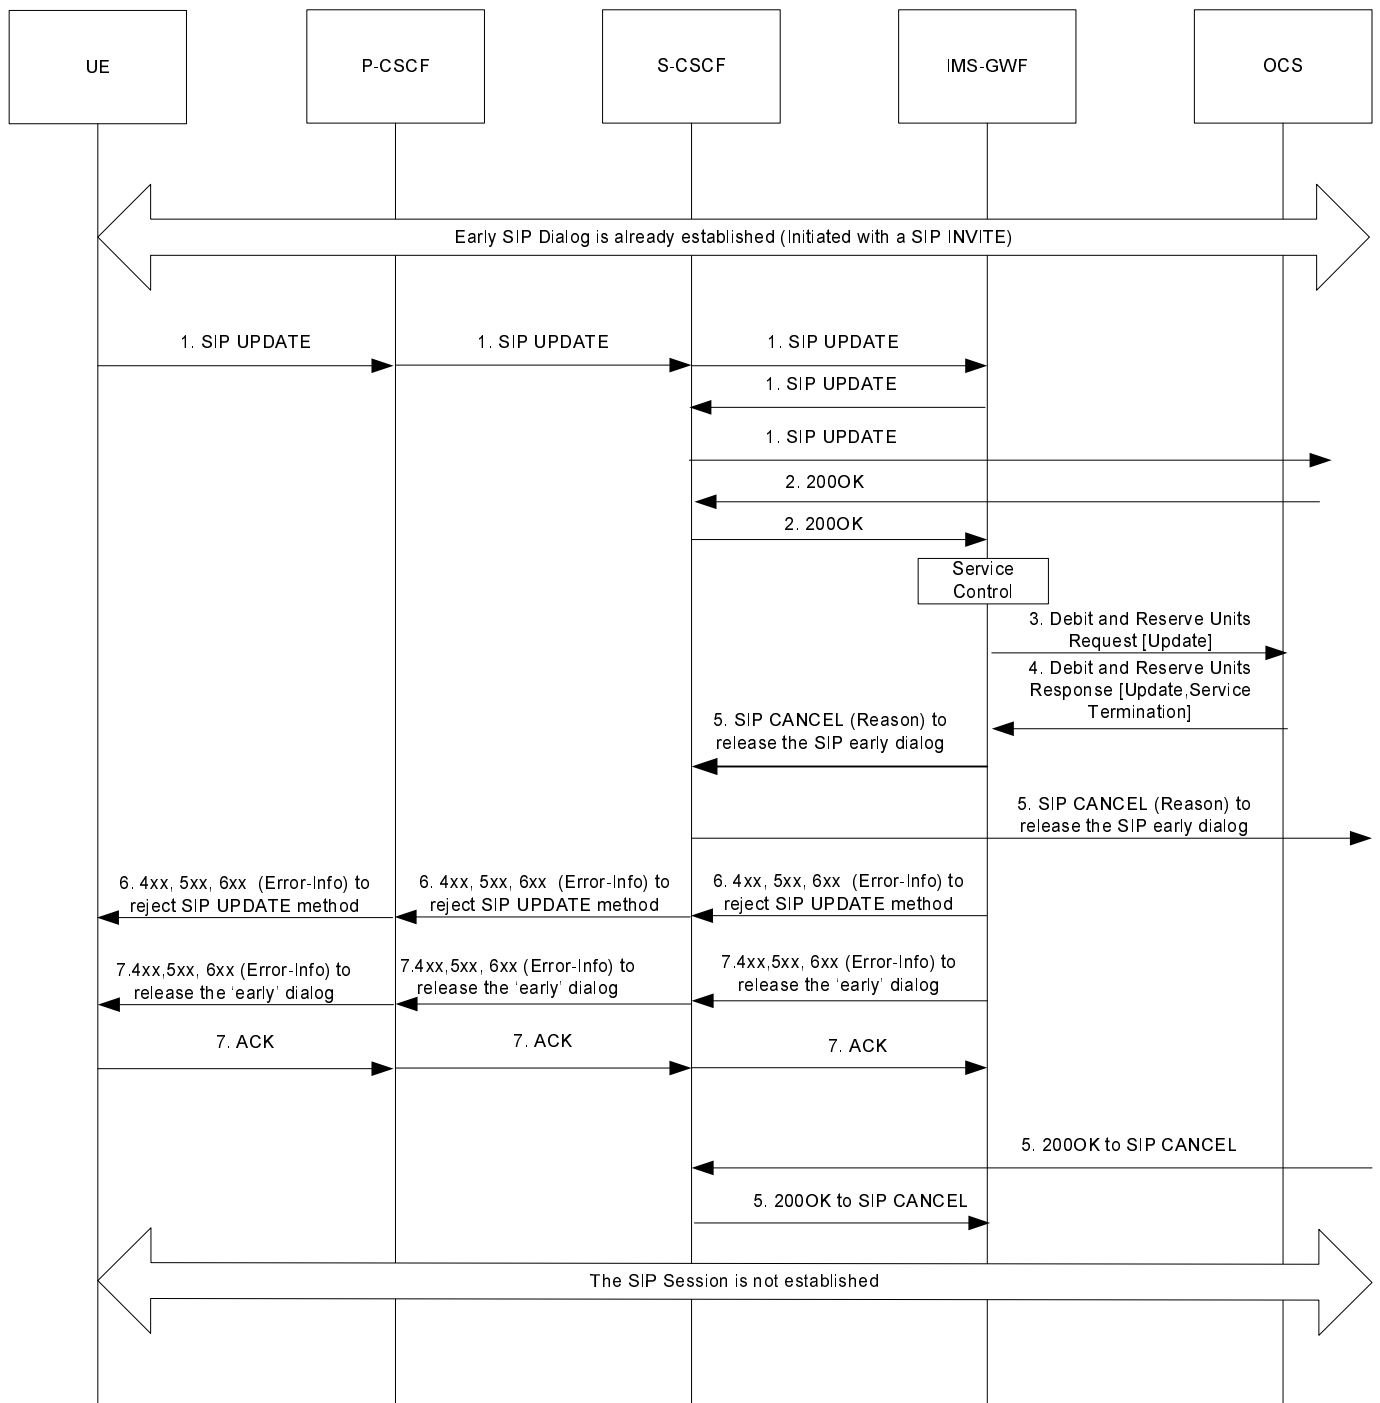 UE
P-CSCF
S-CSCF
IMS-GWF
OCS
Early SIP Dialog is already established (Initiated with a SIP INVITE)
1. SIP UPDATE
1. SIP UPDATE
1. SIP UPDATE
1. SIP UPDATE
1. SIP UPDATE
2. 200OK
2. 200OK
Service
Control
3. Debit and Reserve Units
Request [Update]
4. Debit and Reserve Units
Response [Update,Service
Termination]
5. SIP CANCEL (Reason) to
release the SIP early dialog
5. SIP CANCEL (Reason) to
release the SIP early dialog
6. 4xx, 5xx, 6xx (Error-Info) to
reject SIP UPDATE method
6. 4xx, 5xx, 6xx (Error-Info) to
reject SIP UPDATE method
6. 4xx, 5xx, 6xx (Error-Info) to
reject SIP UPDATE method
7.4xx,5xx, 6xx (Error-Info) to
release the ‘early’ dialog
7.4xx,5xx, 6xx (Error-Info) to
release the ‘early’ dialog
7.4xx,5xx, 6xx (Error-Info) to
release the ‘early’ dialog
7. ACK
7. ACK
7. ACK
5. 200OK to SIP CANCEL
5. 200OK to SIP CANCEL
The SIP Session is not established